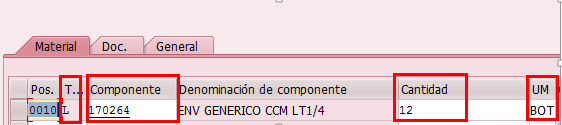 Material Doc. General
Pos. T... Componente Denominación de componente Cantidad UM
0010 L 170264 ENV GENERICO CCM LT1/4 12 BOT